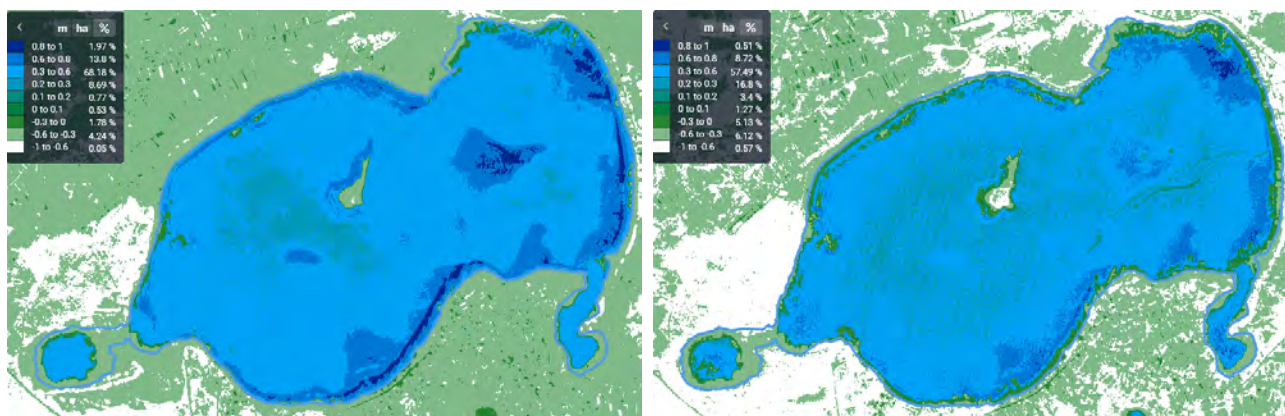 < m ha %
0.8 to 1 1.97 %
0.6 to 0.8 13.8 %
0.3 to 0.6 68.18 %
0.2 to 0.3 8.69 %
0.1 to 0.2 0.77 %
0 to 0.1 0.53 %
-0.3 to 0 1.78 %
-0.6 to -0.3 4.24 %
-1 to -0.6 0.05 %
< m ha %
0.8 to 1 0.51 %
0.6 to 0.8 8.72 %
0.3 to 0.6 57.49 %
0.2 to 0.3 16.8 %
0.1 to 0.2 3.4 %
0 to 0.1 1.27 %
-0.3 to 0 5.13 %
-0.6 to -0.3 6.12 %
-1 to -0.6 0.57 %